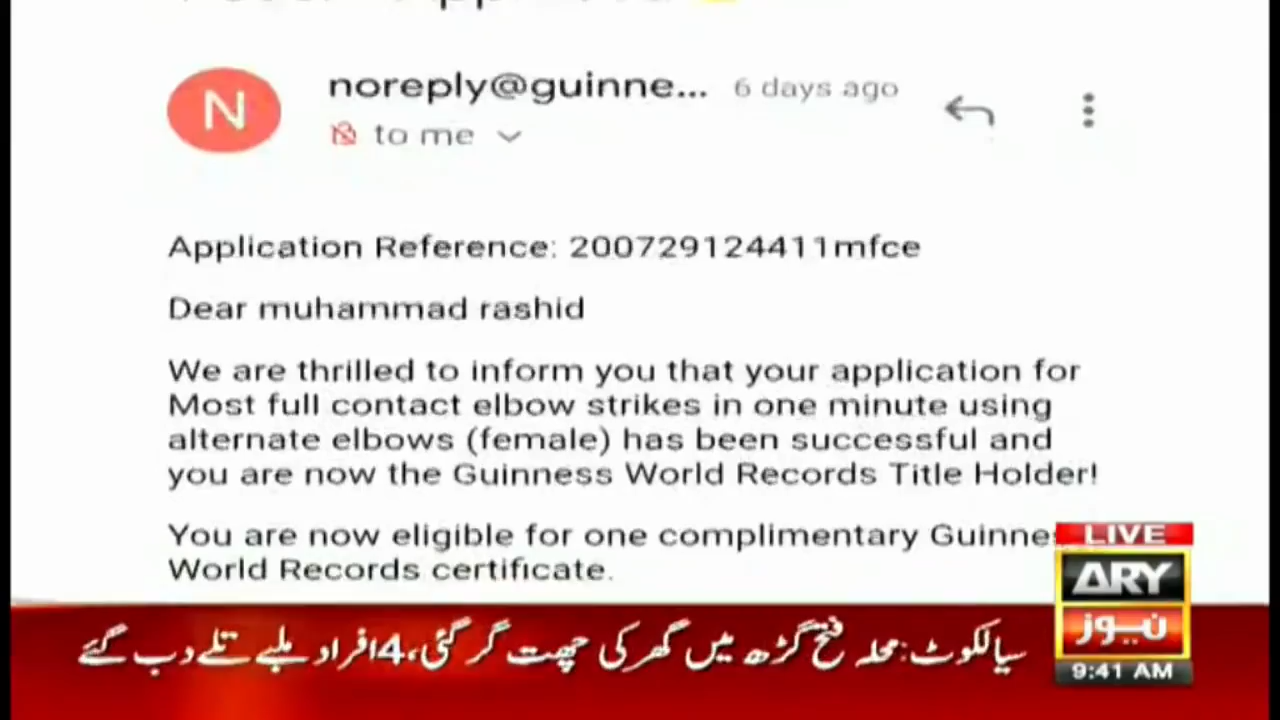 N
noreply@guinne...
6 days ago
to me
Application Reference: 200729124411mfce
Dear muhammad rashid
We are thrilled to inform you that your application for
Most full contact elbow strikes in one minute using
alternate elbows (female) has been successful and
you are now the Guinness World Records Title Holder!
You are now eligible for one complimentary Guinne
World Records certificate.
LIVE
ARY
نیوز
9:41 AM
سیالکوٹ: محلہ فتح گڑھ میں گھر کی چھت گر گئی، 4 افراد ملبے تلے دب گئے